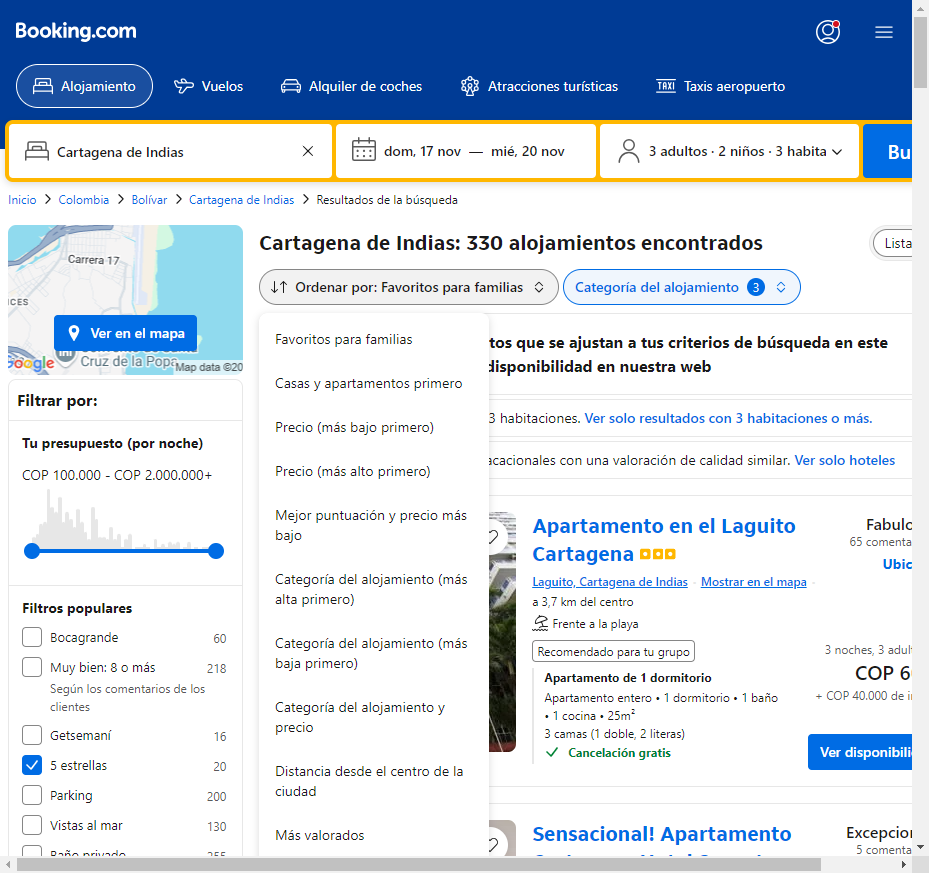 Booking.com
Alojamiento
Vuelos
Alquiler de coches
Atracciones turísticas
TAXI
Taxis aeropuerto
Cartagena de Indias
dom, 17 nov — mié, 20 nov
3 adultos · 2 niños · 3 habita
Bu
Inicio
Colombia
Bolívar
Cartagena de Indias
Resultados de la búsqueda
Carrera 17
ICES
Ver en el mapa
Cruz de la Popa
Google
Map data ©20
Filtrar por:
Tu presupuesto (por noche)
COP 100.000 - COP 2.000.000+
Filtros populares
Bocagrande 60
Muy bien: 8 o más 218
Según los comentarios de los
clientes
Getsemaní 16
5 estrellas 20
Parking 200
Vistas al mar 130
Baño privado 255
Cartagena de Indias: 330 alojamientos encontrados
Lista
Ordenar por: Favoritos para familias
Categoría del alojamiento 3
Favoritos para familias
Casas y apartamentos primero
Precio (más bajo primero)
Precio (más alto primero)
Mejor puntuación y precio más
bajo
Categoría del alojamiento (más
alta primero)
Categoría del alojamiento (más
baja primero)
Categoría del alojamiento y
precio
Distancia desde el centro de la
ciudad
Más valorados
tos que se ajustan a tus criterios de búsqueda en este
disponibilidad en nuestra web
3 habitaciones. Ver solo resultados con 3 habitaciones o más.
acacionales con una valoración de calidad similar. Ver solo hoteles
Apartamento en el Laguito
Cartagena
Laguito, Cartagena de Indias
Mostrar en el mapa
a 3,7 km del centro
Frente a la playa
Recomendado para tu grupo
Apartamento de 1 dormitorio
Apartamento entero • 1 dormitorio • 1 baño
• 1 cocina • 25m²
3 camas (1 doble, 2 literas)
Cancelación gratis
Fabulo
65 comenta
Ubic
3 noches, 3 adult
COP 6
+ COP 40.000 de i
Ver disponibili
Sensacional! Apartamento
Excepcion
5 comenta